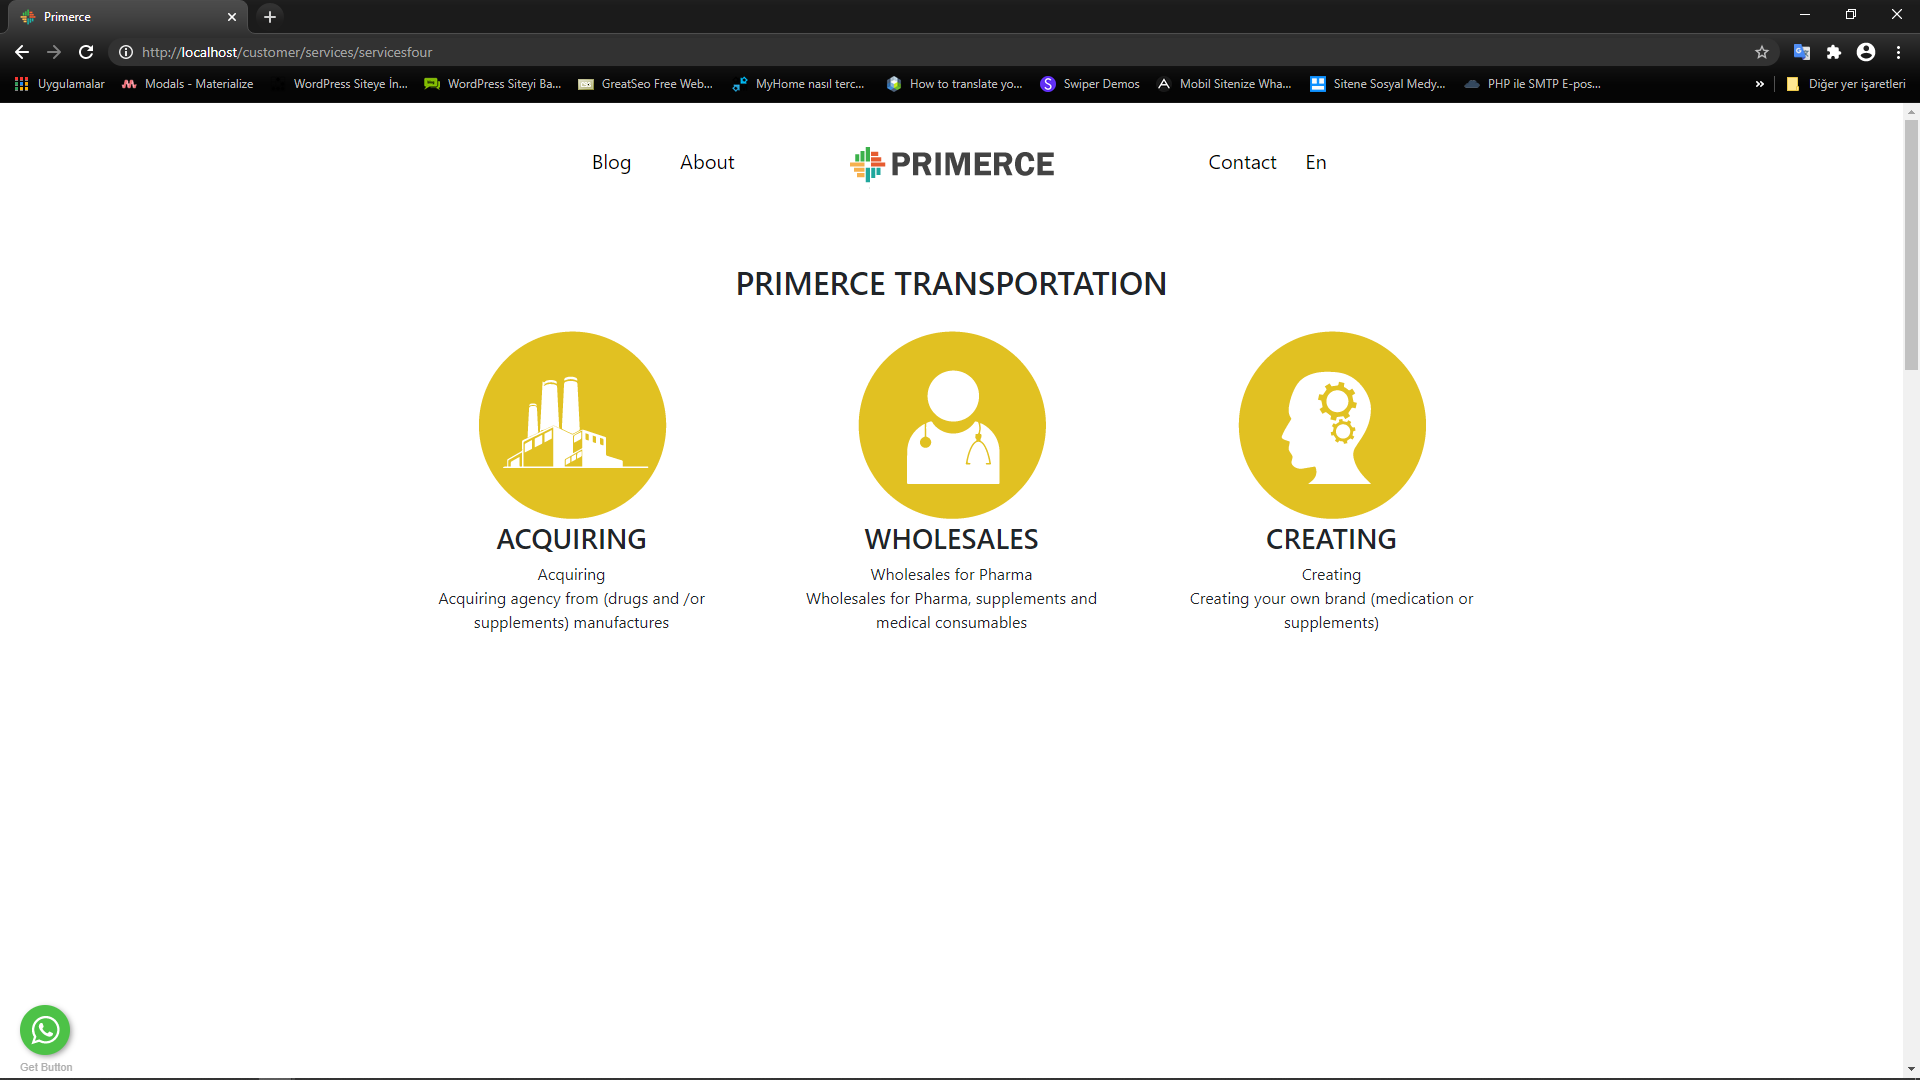 Primerce
http://localhost/customer/services/servicesfour
Uygulamalar
Modals - Materialize
WordPress Siteye İn...
WordPress Siteyi Ba...
GreatSeo Free Web...
MyHome nasıl terc...
How to translate yo...
Swiper Demos
Mobil Sitenize Wha...
Sitene Sosyal Medy...
PHP ile SMTP E-pos...
»
Diğer yer işaretleri
Blog
About
PRIMERCE
Contact
En
PRIMERCE TRANSPORTATION
ACQUIRING
Acquiring
Acquiring agency from (drugs and /or
supplements) manufactures
WHOLESALES
Wholesales for Pharma
Wholesales for Pharma, supplements and
medical consumables
CREATING
Creating
Creating your own brand (medication or
supplements)
Get Button